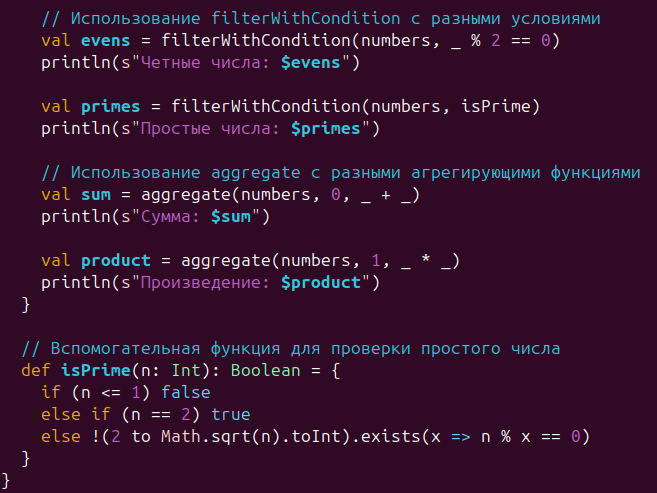 // Использование filterWithCondition с разными условиями
val evens = filterWithCondition(numbers, _ % 2 == 0)
println(s"Четные числа: $evens")
val primes = filterWithCondition(numbers, isPrime)
println(s"Простые числа: $primes")
// Использование aggregate с разными агрегирующими функциями
val sum = aggregate(numbers, 0, _ + _)
println(s"Сумма: $sum")
val product = aggregate(numbers, 1, _ * _)
println(s"Произведение: $product")
}
// Вспомогательная функция для проверки простого числа
def isPrime(n: Int): Boolean = {
if (n <= 1) false
else if (n == 2) true
else !(2 to Math.sqrt(n).toInt).exists(x => n % x == 0)
}
}